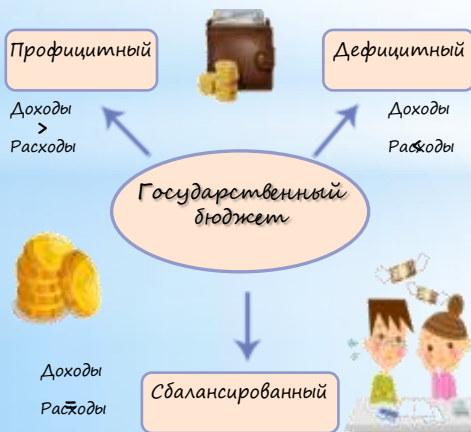 Профицитный
Доходы
>
Расходы
Дефицитный
Доходы
<
Расходы
Государственный
бюджет
Доходы
=
Расходы
Сбалансированный